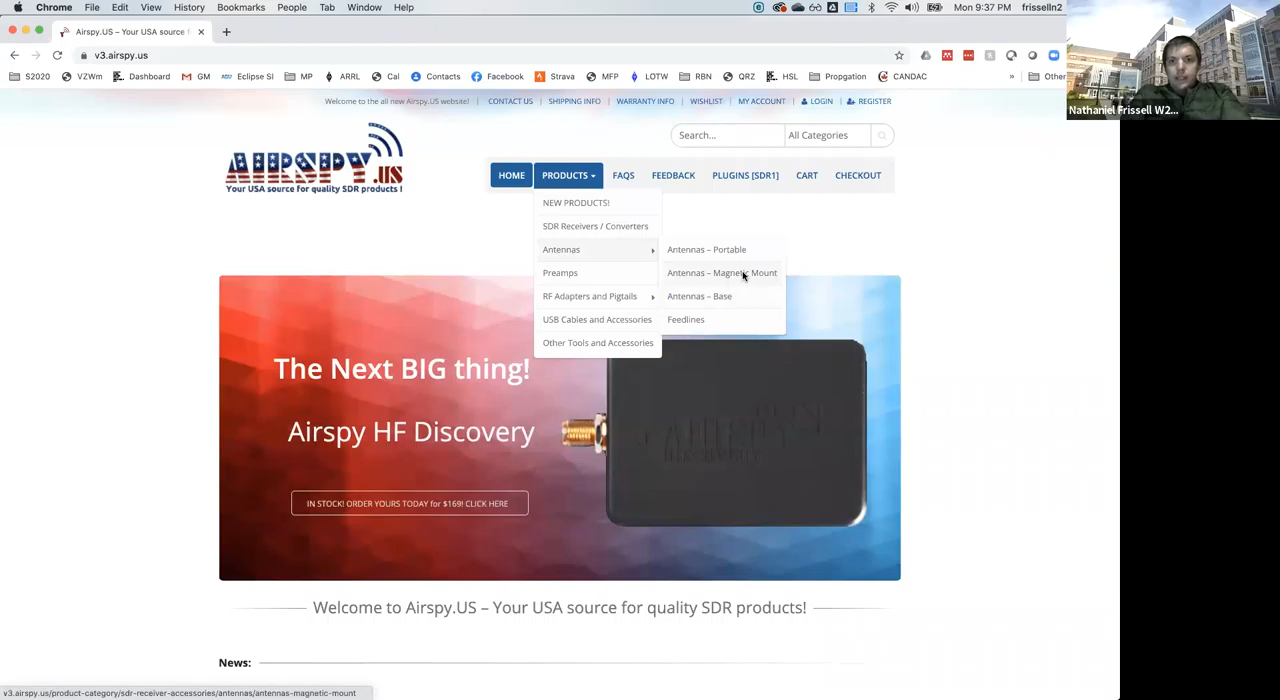 Chrome File Edit View History Bookmarks People Tab Window Help Mon 9:37 PM frisselln2
Airspy.US – Your USA source f
v3.airspy.us
S2020 VZWm Dashboard GM Eclipse SI MP ARRL Cal Contacts Facebook Strava MFP LOTW RBN QRZ HSL Propgation CANDAC » Other
Nathaniel Frissell W2...
Welcome to the all new Airspy.US website! CONTACT US SHIPPING INFO WARRANTY INFO WISHLIST MY ACCOUNT LOGIN REGISTER
AIRSPY.US
Your USA source for quality SDR products !
Search... All Categories
HOME PRODUCTS FAQS FEEDBACK PLUGINS [SDR1] CART CHECKOUT
NEW PRODUCTS!
SDR Receivers / Converters
Antennas
Preamps
RF Adapters and Pigtails
USB Cables and Accessories
Other Tools and Accessories
Antennas – Portable
Antennas – Magnetic Mount
Antennas – Base
Feedlines
The Next BIG thing!
Airspy HF Discovery
IN STOCK! ORDER YOURS TODAY for $169! CLICK HERE
Welcome to Airspy.US – Your USA source for quality SDR products!
News:
v3.airspy.us/product-category/sdr-receiver-accessories/antennas/antennas-magnetic-mount